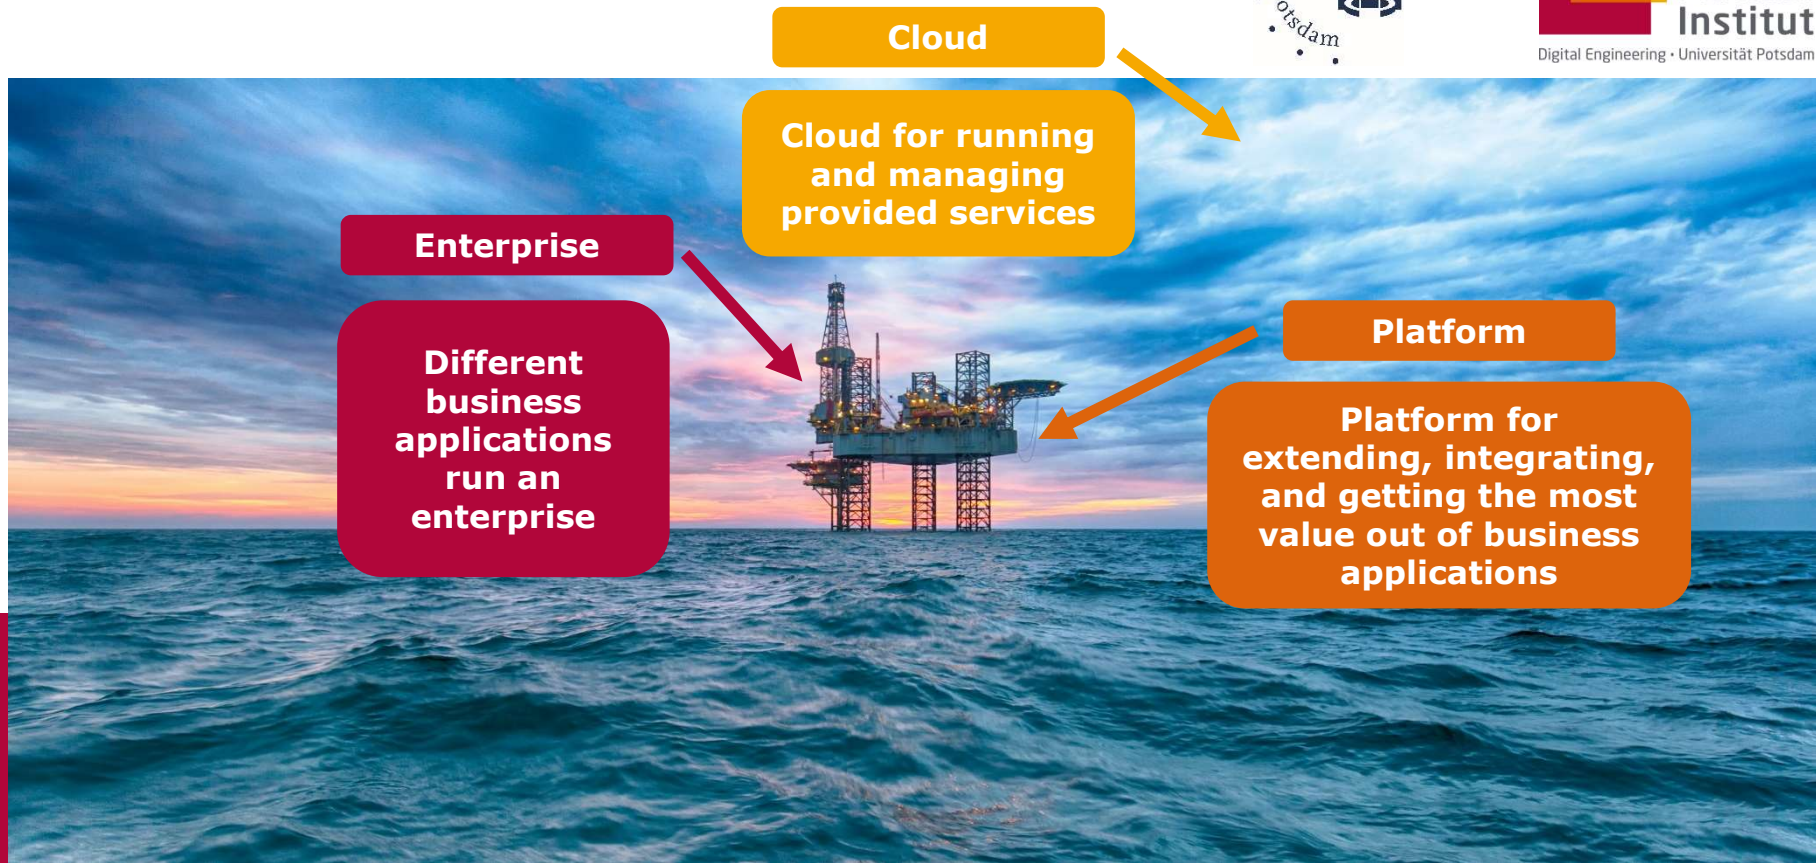 Cloud
otsdam
Institut
Digital Engineering • Universität Potsdam
Cloud for running
and managing
provided services
Enterprise
Different
business
applications
run an
enterprise
Platform
Platform for
extending, integrating,
and getting the most
value out of business
applications